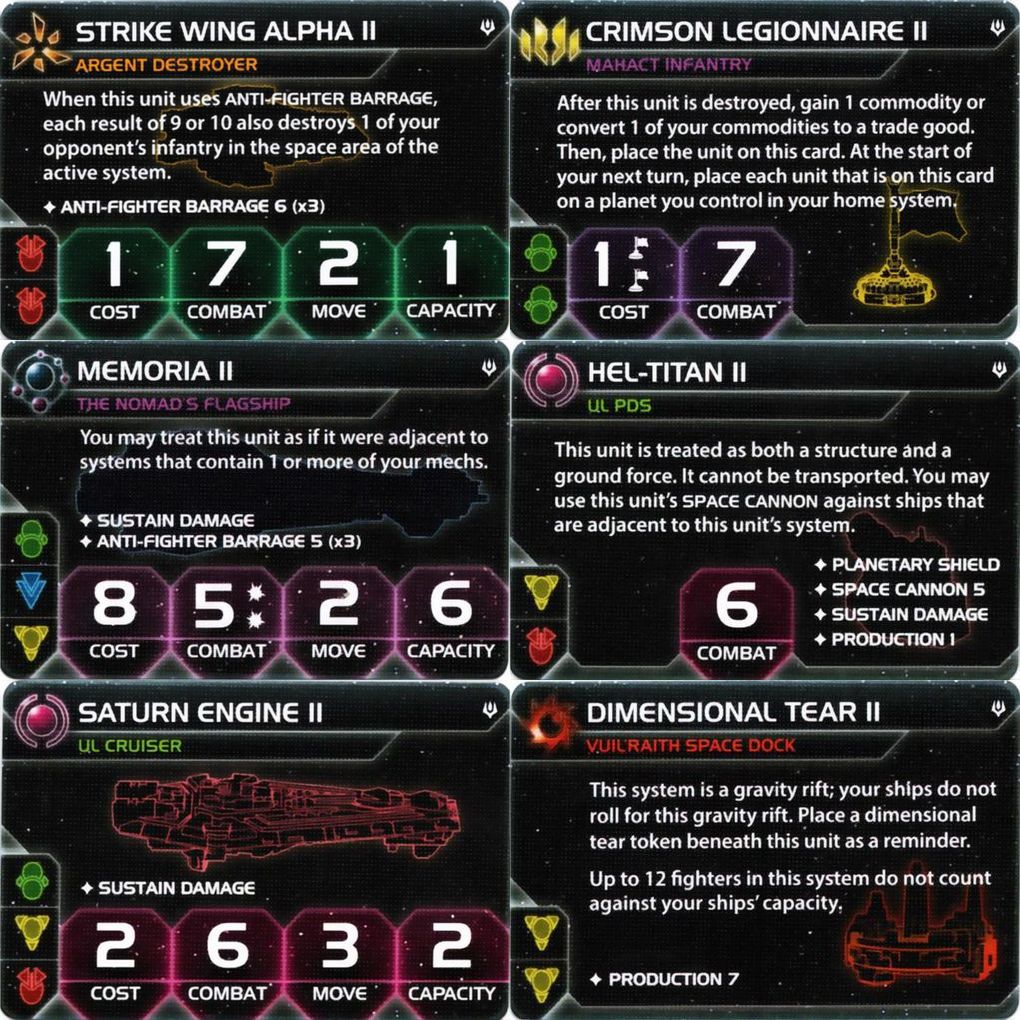 STRIKE WING ALPHA II
ARGENT DESTROYER
When this unit uses ANTI-FIGHTER BARRAGE,
each result of 9 or 10 also destroys 1 of your
opponent's infantry in the space area of the
active system.
✦ ANTI-FIGHTER BARRAGE 6 (x3)
1 7 2 1
COST COMBAT MOVE CAPACITY
CRIMSON LEGIONNAIRE II
MAHACT INFANTRY
After this unit is destroyed, gain 1 commodity or
convert 1 of your commodities to a trade good.
Then, place the unit on this card. At the start of
your next turn, place each unit that is on this card
on a planet you control in your home system.
1 7
COST COMBAT
MEMORIA II
THE NOMAD'S FLAGSHIP
You may treat this unit as if it were adjacent to
systems that contain 1 or more of your mechs.
✦ SUSTAIN DAMAGE
✦ ANTI-FIGHTER BARRAGE 5 (x3)
8 5 2 6
COST COMBAT MOVE CAPACITY
HEL-TITAN II
UL PDS
This unit is treated as both a structure and a
ground force. It cannot be transported. You may
use this unit's SPACE CANNON against ships that
are adjacent to this unit's system.
✦ PLANETARY SHIELD
✦ SPACE CANNON 5
✦ SUSTAIN DAMAGE
✦ PRODUCTION 1
6
COMBAT
SATURN ENGINE II
UL CRUISER
✦ SUSTAIN DAMAGE
2 6 3 2
COST COMBAT MOVE CAPACITY
DIMENSIONAL TEAR II
VUIL'RAITH SPACE DOCK
This system is a gravity rift; your ships do not
roll for this gravity rift. Place a dimensional
tear token beneath this unit as a reminder.
Up to 12 fighters in this system do not count
against your ships' capacity.
✦ PRODUCTION 7